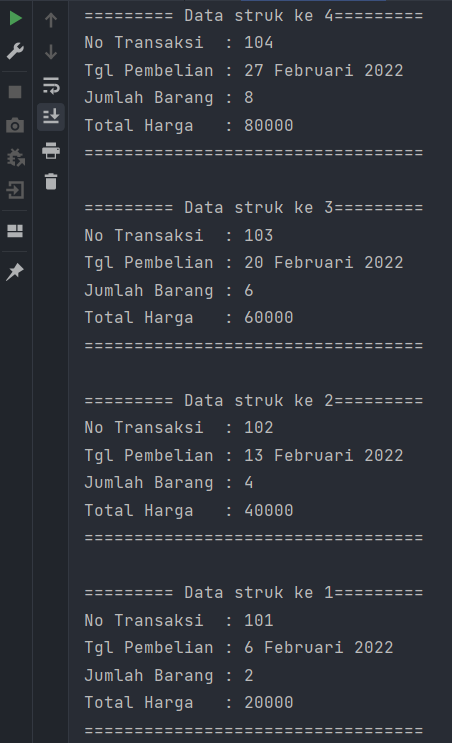 ========= Data struk ke 4=========
No Transaksi  : 104
Tgl Pembelian : 27 Februari 2022
Jumlah Barang : 8
Total Harga   : 80000
==================================

========= Data struk ke 3=========
No Transaksi  : 103
Tgl Pembelian : 20 Februari 2022
Jumlah Barang : 6
Total Harga   : 60000
==================================

========= Data struk ke 2=========
No Transaksi  : 102
Tgl Pembelian : 13 Februari 2022
Jumlah Barang : 4
Total Harga   : 40000
==================================

========= Data struk ke 1=========
No Transaksi  : 101
Tgl Pembelian : 6 Februari 2022
Jumlah Barang : 2
Total Harga   : 20000
==================================